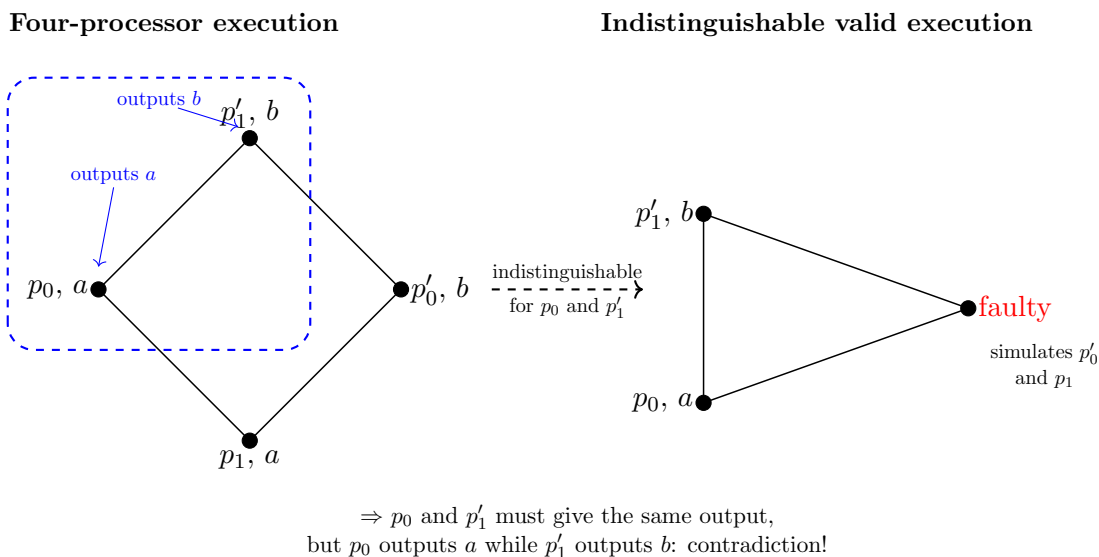 Four-processor execution
Indistinguishable valid execution
outputs b
p′₁, b
outputs a
p₀, a
p′₀, b
p₁, a
indistinguishable
for p₀ and p′₁
p′₁, b
faulty
simulates p′₀
and p₁
p₀, a
⇒ p₀ and p′₁ must give the same output,
but p₀ outputs a while p′₁ outputs b: contradiction!